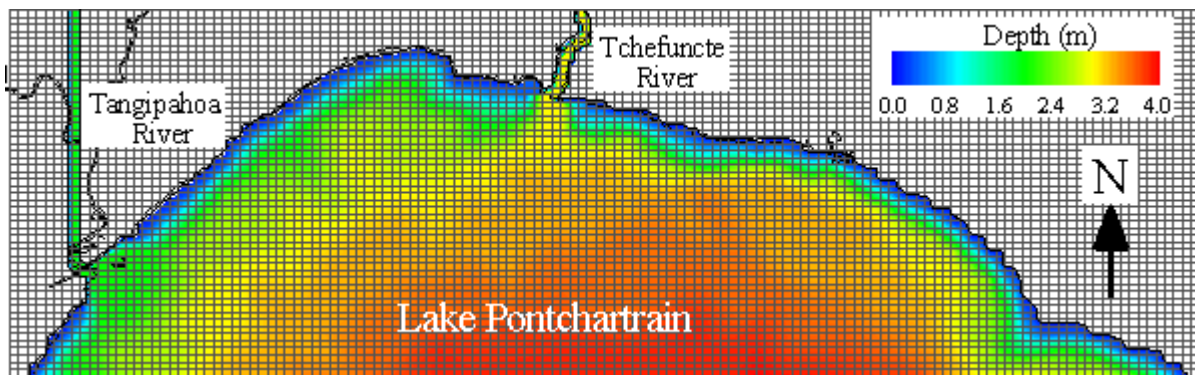 Tchefuncte
River
Depth (m)
0.0 0.8 1.6 2.4 3.2 4.0
Tangipahoa
River
N
Lake Pontchartrain